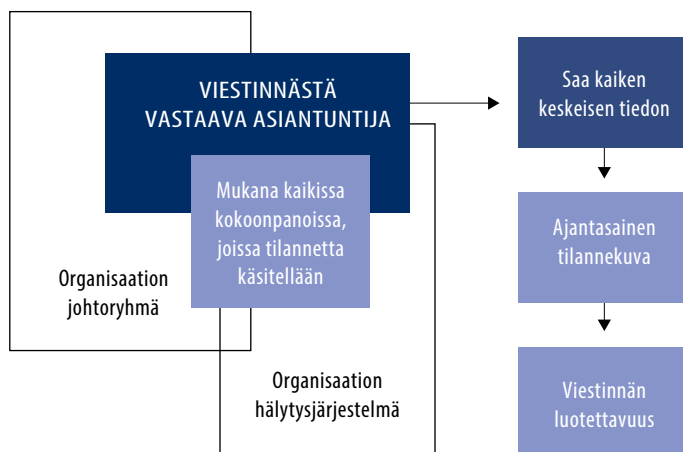 VIESTINNÄSTÄ
VASTAAVA ASIANTUNTIJA
Mukana kaikissa
kokoonpanoissa,
joissa tilannetta
käsitellään
Organisaation
johtoryhmä
Organisaation
hälytysjärjestelmä
Saa kaiken
keskeisen tiedon
Ajantasainen
tilannekuva
Viestinnän
luotettavuus